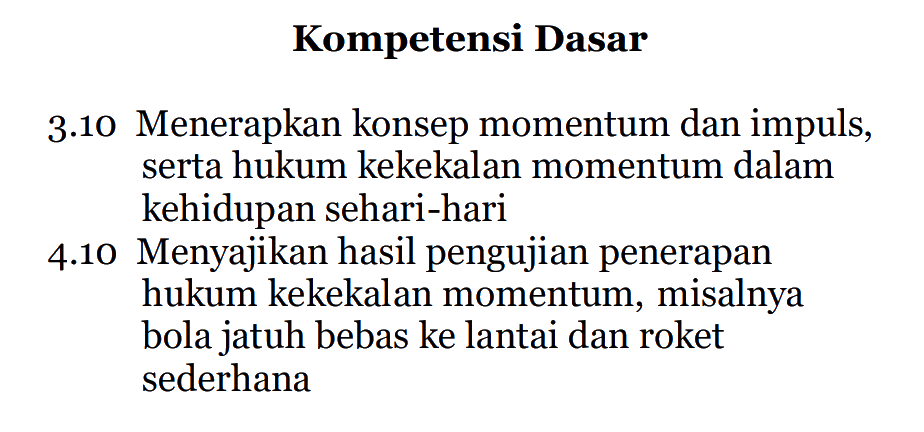 Kompetensi Dasar
3.10 Menerapkan konsep momentum dan impuls,
serta hukum kekekalan momentum dalam
kehidupan sehari-hari
4.10 Menyajikan hasil pengujian penerapan
hukum kekekalan momentum, misalnya
bola jatuh bebas ke lantai dan roket
sederhana